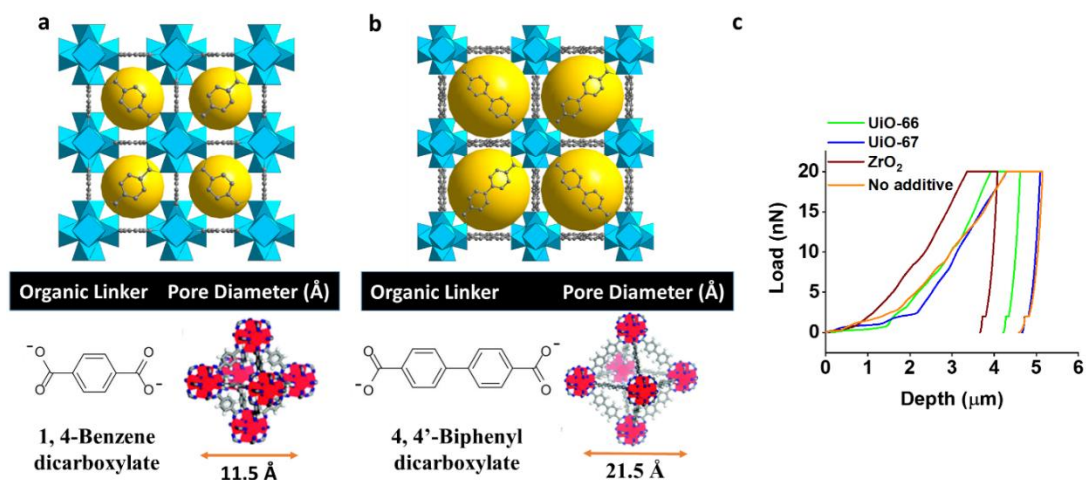 a
b
c
Organic Linker Pore Diameter (Å)
O
O
O
O
1, 4-Benzene
dicarboxylate
11.5 Å
Organic Linker Pore Diameter (Å)
O
O
O
O
4, 4’-Biphenyl
dicarboxylate
21.5 Å
UiO-66
UiO-67
ZrO₂
No additive
Load (nN)
20
15
10
5
0
0 1 2 3 4 5 6
Depth (μm)